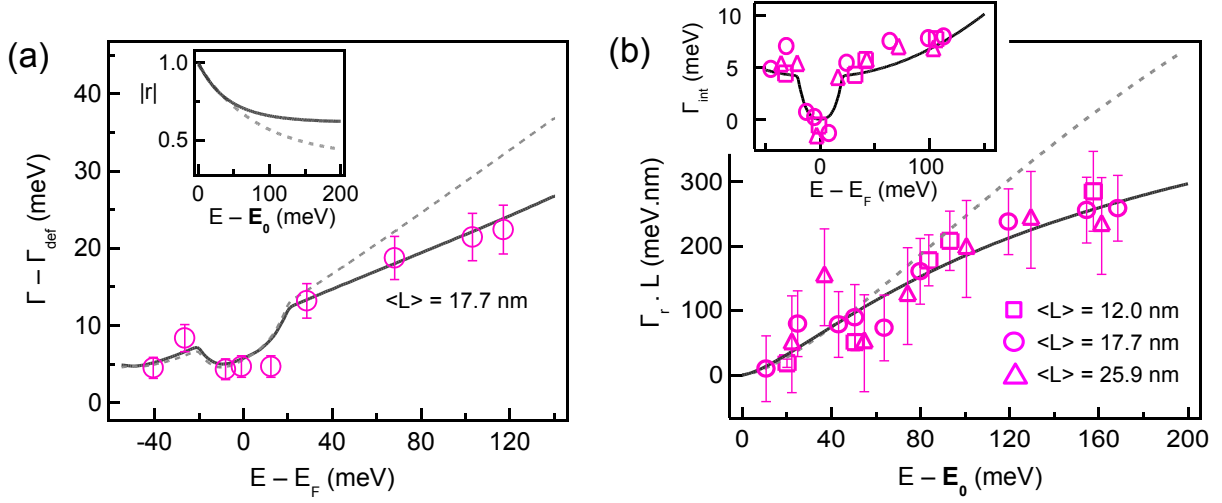 (a)
Γ – Γdef (meV)
40
30
20
10
0
-40
0
40
80
120
E – EF (meV)
<L> = 17.7 nm
|r|
1.0
0.5
0
100
200
E – E0 (meV)
(b)
Γr . L (meV.nm)
300
200
100
0
0
40
80
120
160
200
E – E0 (meV)
<L> = 12.0 nm
<L> = 17.7 nm
<L> = 25.9 nm
Γint (meV)
10
5
0
0
100
E – EF (meV)